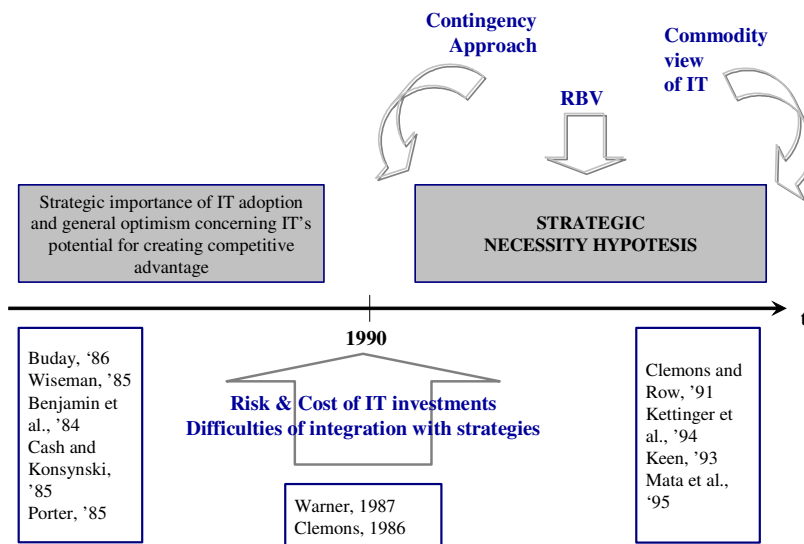 Contingency
Approach
Commodity
view
of IT
RBV
Strategic importance of IT adoption
and general optimism concerning IT's
potential for creating competitive
advantage
STRATEGIC
NECESSITY HYPOTESIS
t
1990
Buday, ‘86
Wiseman, ’85
Benjamin et
al., ’84
Cash and
Konsynski,
’85
Porter, ’85
Risk & Cost of IT investments
Difficulties of integration with strategies
Warner, 1987
Clemons, 1986
Clemons and
Row, ’91
Kettinger et
al., ’94
Keen, ’93
Mata et al.,
’95